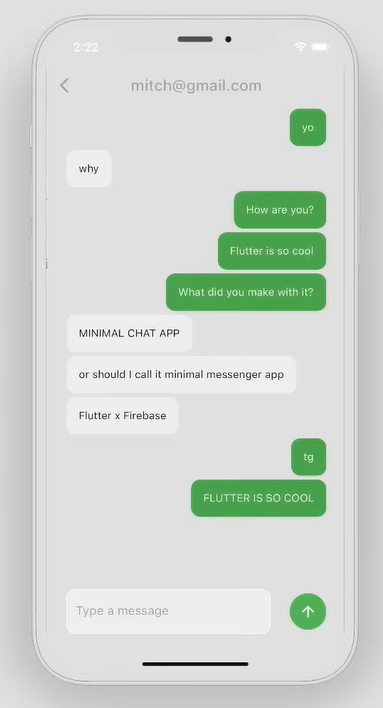 2:22
mitch@gmail.com
yo
why
How are you?
Flutter is so cool
What did you make with it?
MINIMAL CHAT APP
or should I call it minimal messenger app
Flutter x Firebase
tg
FLUTTER IS SO COOL
Type a message